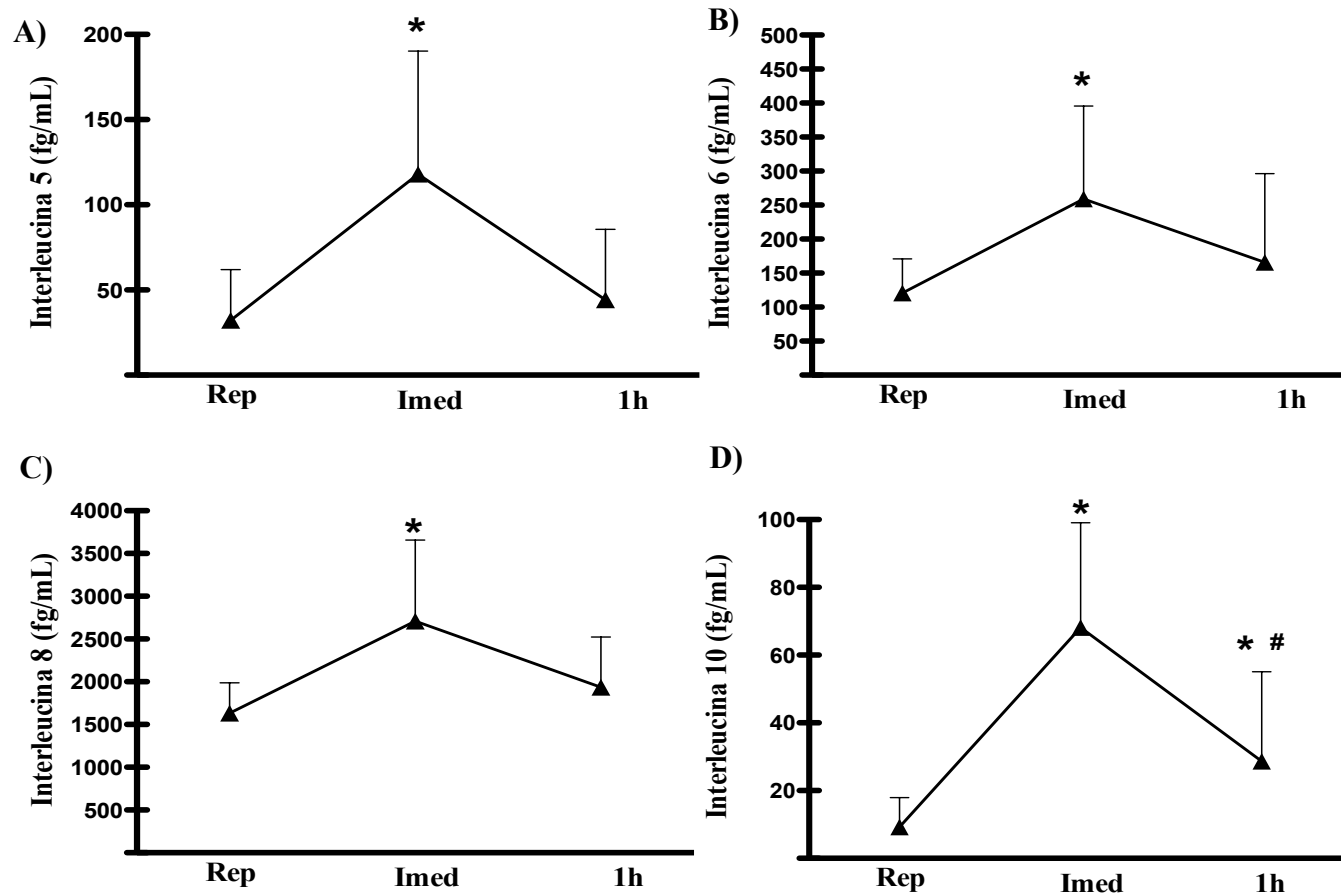 A)
*
Interleucina 5 (fg/mL)
200
150
100
50
Rep
Imed
1h
B)
*
Interleucina 6 (fg/mL)
500
450
400
350
300
250
200
150
100
50
Rep
Imed
1h
C)
*
Interleucina 8 (fg/mL)
4000
3500
3000
2500
2000
1500
1000
500
Rep
Imed
1h
D)
*
* #
Interleucina 10 (fg/mL)
100
80
60
40
20
Rep
Imed
1h